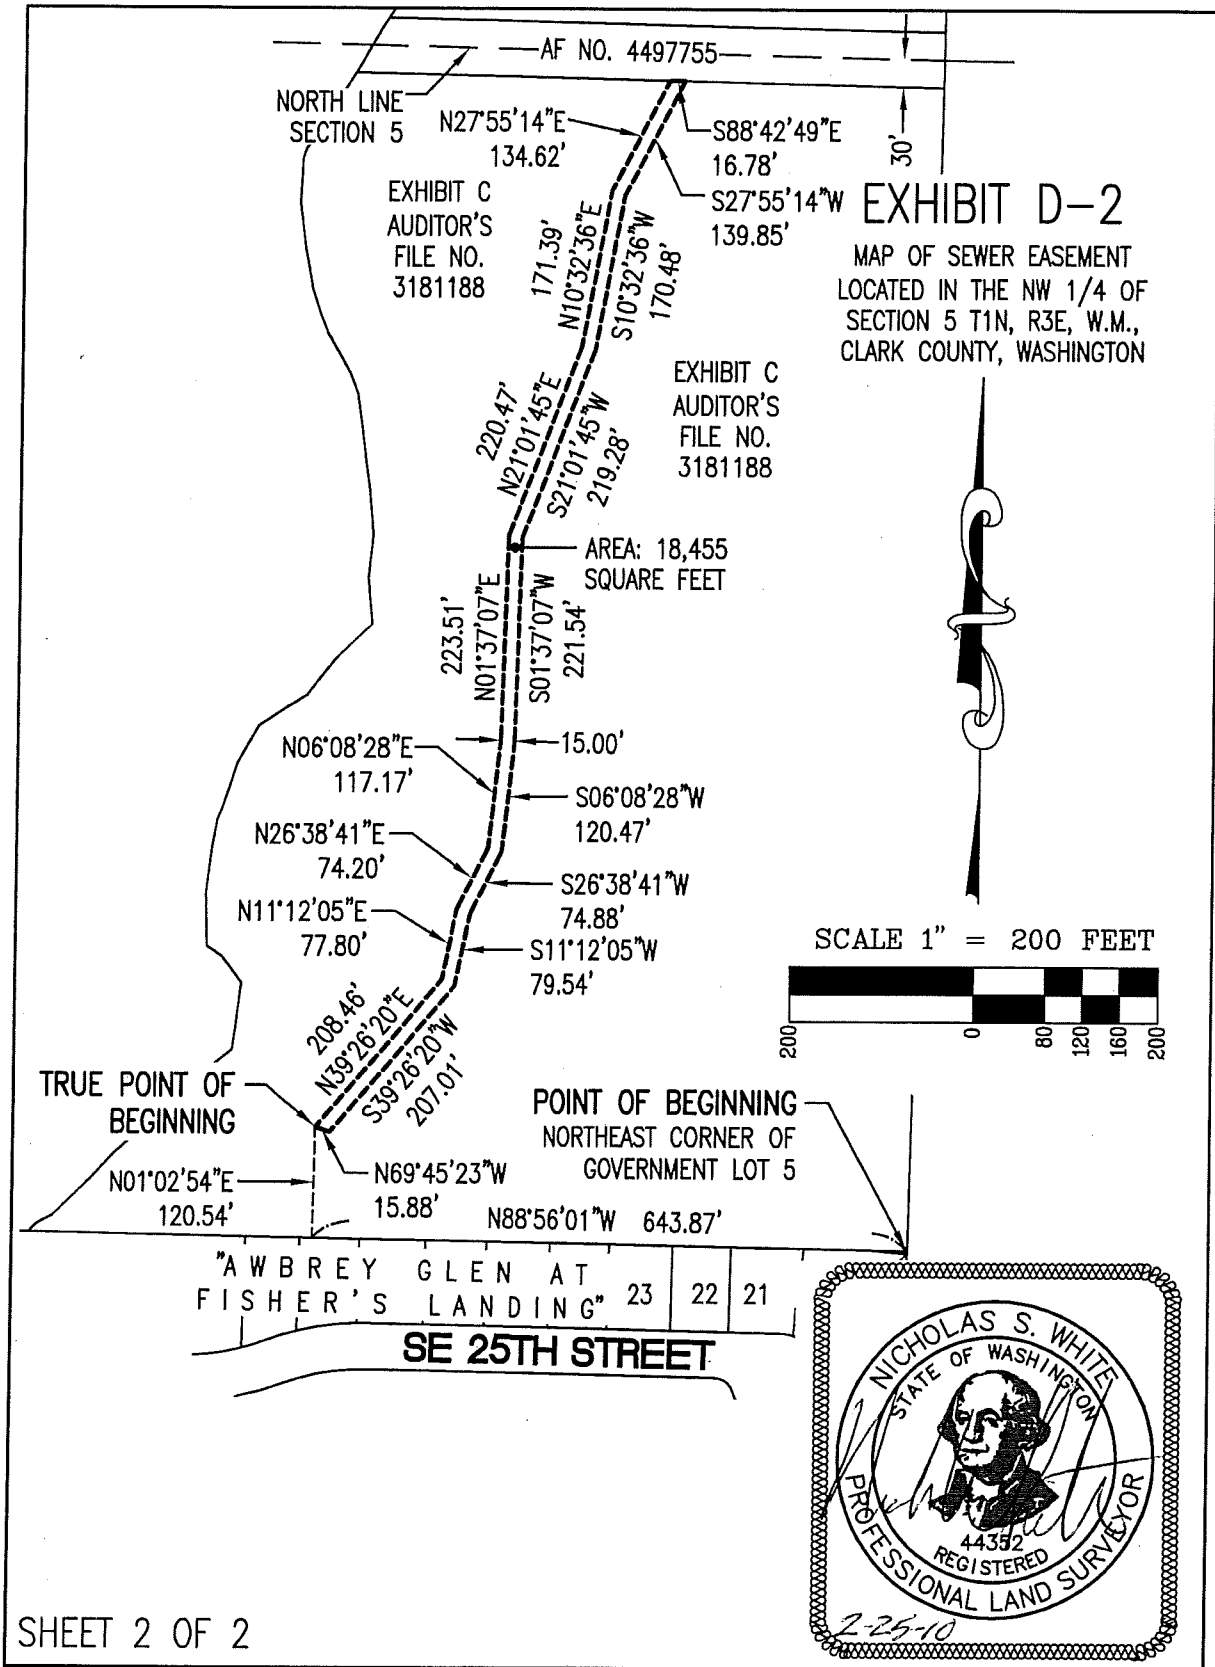 AF NO. 4497755
NORTH LINE
SECTION 5
N27°55'14"E
134.62'
S88°42'49"E
16.78'
30'
S27°55'14"W
139.85'
EXHIBIT C
AUDITOR'S
FILE NO.
3181188
EXHIBIT D-2
MAP OF SEWER EASEMENT
LOCATED IN THE NW 1/4 OF
SECTION 5 T1N, R3E, W.M.,
CLARK COUNTY, WASHINGTON
171.39'
N10°32'36"E
S10°32'36"W
170.48'
EXHIBIT C
AUDITOR'S
FILE NO.
3181188
220.47'
N21°01'45"E
S21°01'45"W
219.28'
AREA: 18,455
SQUARE FEET
223.51'
N01°37'07"E
S01°37'07"W
221.54'
N06°08'28"E
117.17'
15.00'
S06°08'28"W
120.47'
N26°38'41"E
74.20'
S26°38'41"W
74.88'
N11°12'05"E
77.80'
S11°12'05"W
79.54'
SCALE 1" = 200 FEET
200 0 80 120 160 200
208.46'
N39°26'20"E
S39°26'20"W
207.01'
TRUE POINT OF
BEGINNING
POINT OF BEGINNING
NORTHEAST CORNER OF
GOVERNMENT LOT 5
N01°02'54"E
120.54'
N69°45'23"W
15.88'
N88°56'01"W 643.87'
"AWBREY GLEN AT
FISHER'S LANDING"
23 22 21
SE 25TH STREET
NICHOLAS S. WHITE
STATE OF WASHINGTON
44352
REGISTERED
PROFESSIONAL LAND SURVEYOR
2-25-10
SHEET 2 OF 2